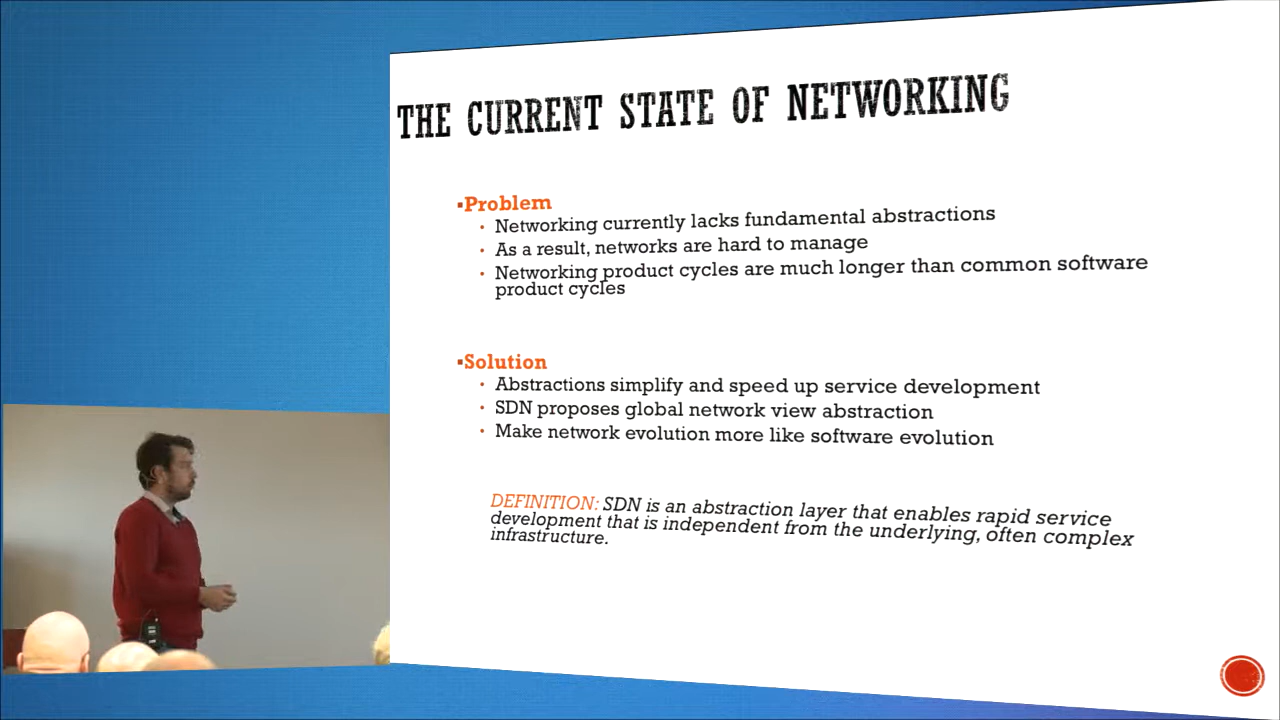 THE CURRENT STATE OF NETWORKING
▪Problem
• Networking currently lacks fundamental abstractions
• As a result, networks are hard to manage
• Networking product cycles are much longer than common software
product cycles
▪Solution
• Abstractions simplify and speed up service development
• SDN proposes global network view abstraction
• Make network evolution more like software evolution
DEFINITION: SDN is an abstraction layer that enables rapid service
development that is independent from the underlying, often complex
infrastructure.